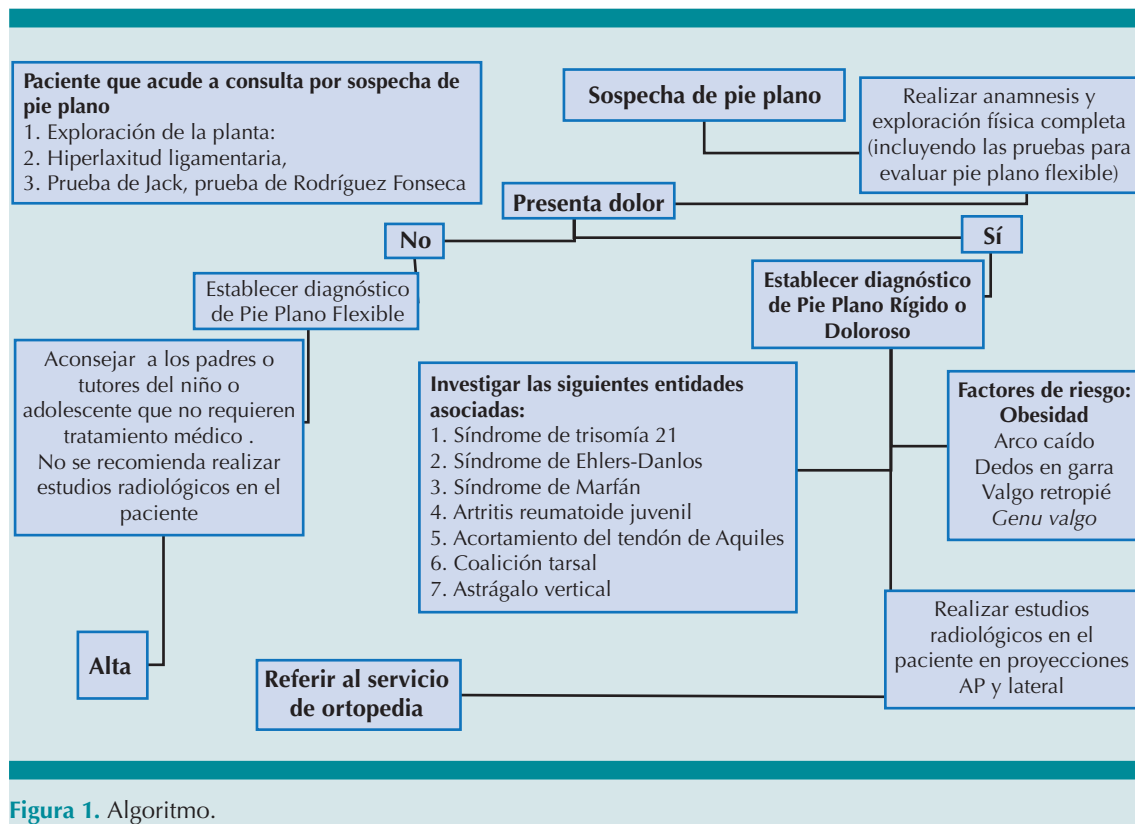 Paciente que acude a consulta por sospecha de
pie plano
1. Exploración de la planta:
2. Hiperlaxitud ligamentaria,
3. Prueba de Jack, prueba de Rodríguez Fonseca
Sospecha de pie plano
Realizar anamnesis y
exploración física completa
(incluyendo las pruebas para
evaluar pie plano flexible)
Presenta dolor
No
Sí
Establecer diagnóstico
de Pie Plano Flexible
Establecer diagnóstico
de Pie Plano Rígido o
Doloroso
Aconsejar a los padres o
tutores del niño o
adolescente que no requieren
tratamiento médico .
No se recomienda realizar
estudios radiológicos en el
paciente
Investigar las siguientes entidades
asociadas:
1. Síndrome de trisomía 21
2. Síndrome de Ehlers-Danlos
3. Síndrome de Marfán
4. Artritis reumatoide juvenil
5. Acortamiento del tendón de Aquiles
6. Coalición tarsal
7. Astrágalo vertical
Factores de riesgo:
Obesidad
Arco caído
Dedos en garra
Valgo retropié
Genu valgo
Realizar estudios
radiológicos en el
paciente en proyecciones
AP y lateral
Alta
Referir al servicio
de ortopedia
Figura 1. Algoritmo.